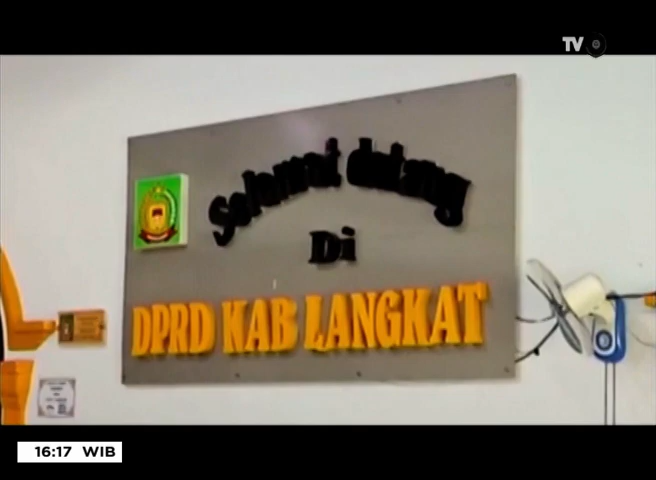 TV
Selamat datang
Di
DPRD KAB LANGKAT
16:17 WIB